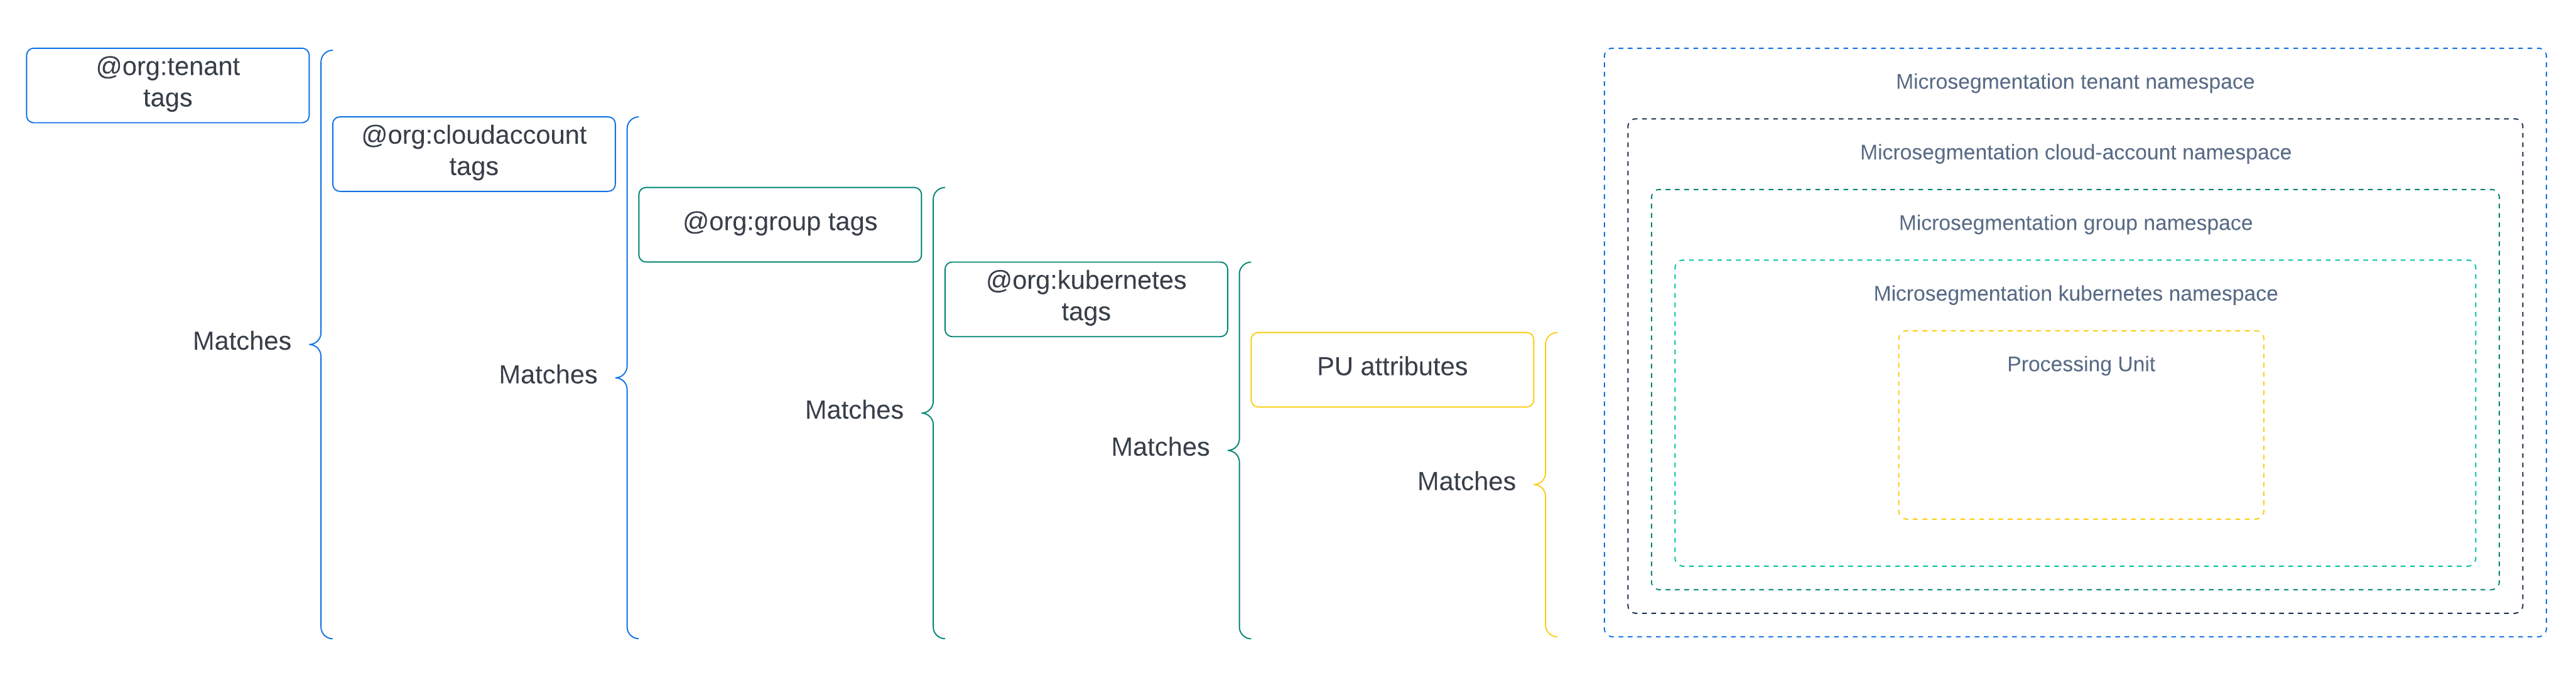 @org:tenant
tags
@org:cloudaccount
tags
@org:group tags
@org:kubernetes
tags
PU attributes
Matches
Matches
Matches
Matches
Matches
Microsegmentation tenant namespace
Microsegmentation cloud-account namespace
Microsegmentation group namespace
Microsegmentation kubernetes namespace
Processing Unit